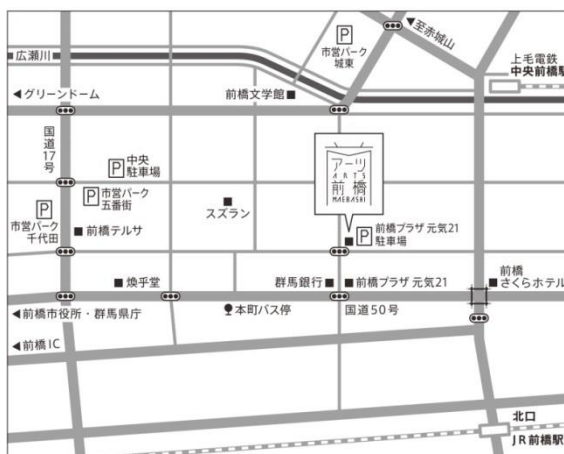 至赤城山
市営パーク
城東
広瀬川
上毛電鉄
中央前橋駅
グリーンドーム
前橋文学館
国道17号
中央
駐車場
アーツ
ARTS
前橋
MAEBASHI
市営パーク
五番街
市営パーク
千代田
スズラン
前橋テルサ
前橋プラザ 元気21
駐車場
煥乎堂
群馬銀行
前橋プラザ 元気21
前橋
さくらホテル
前橋市役所・群馬県庁
本町バス停
国道50号
前橋IC
北口
JR前橋駅